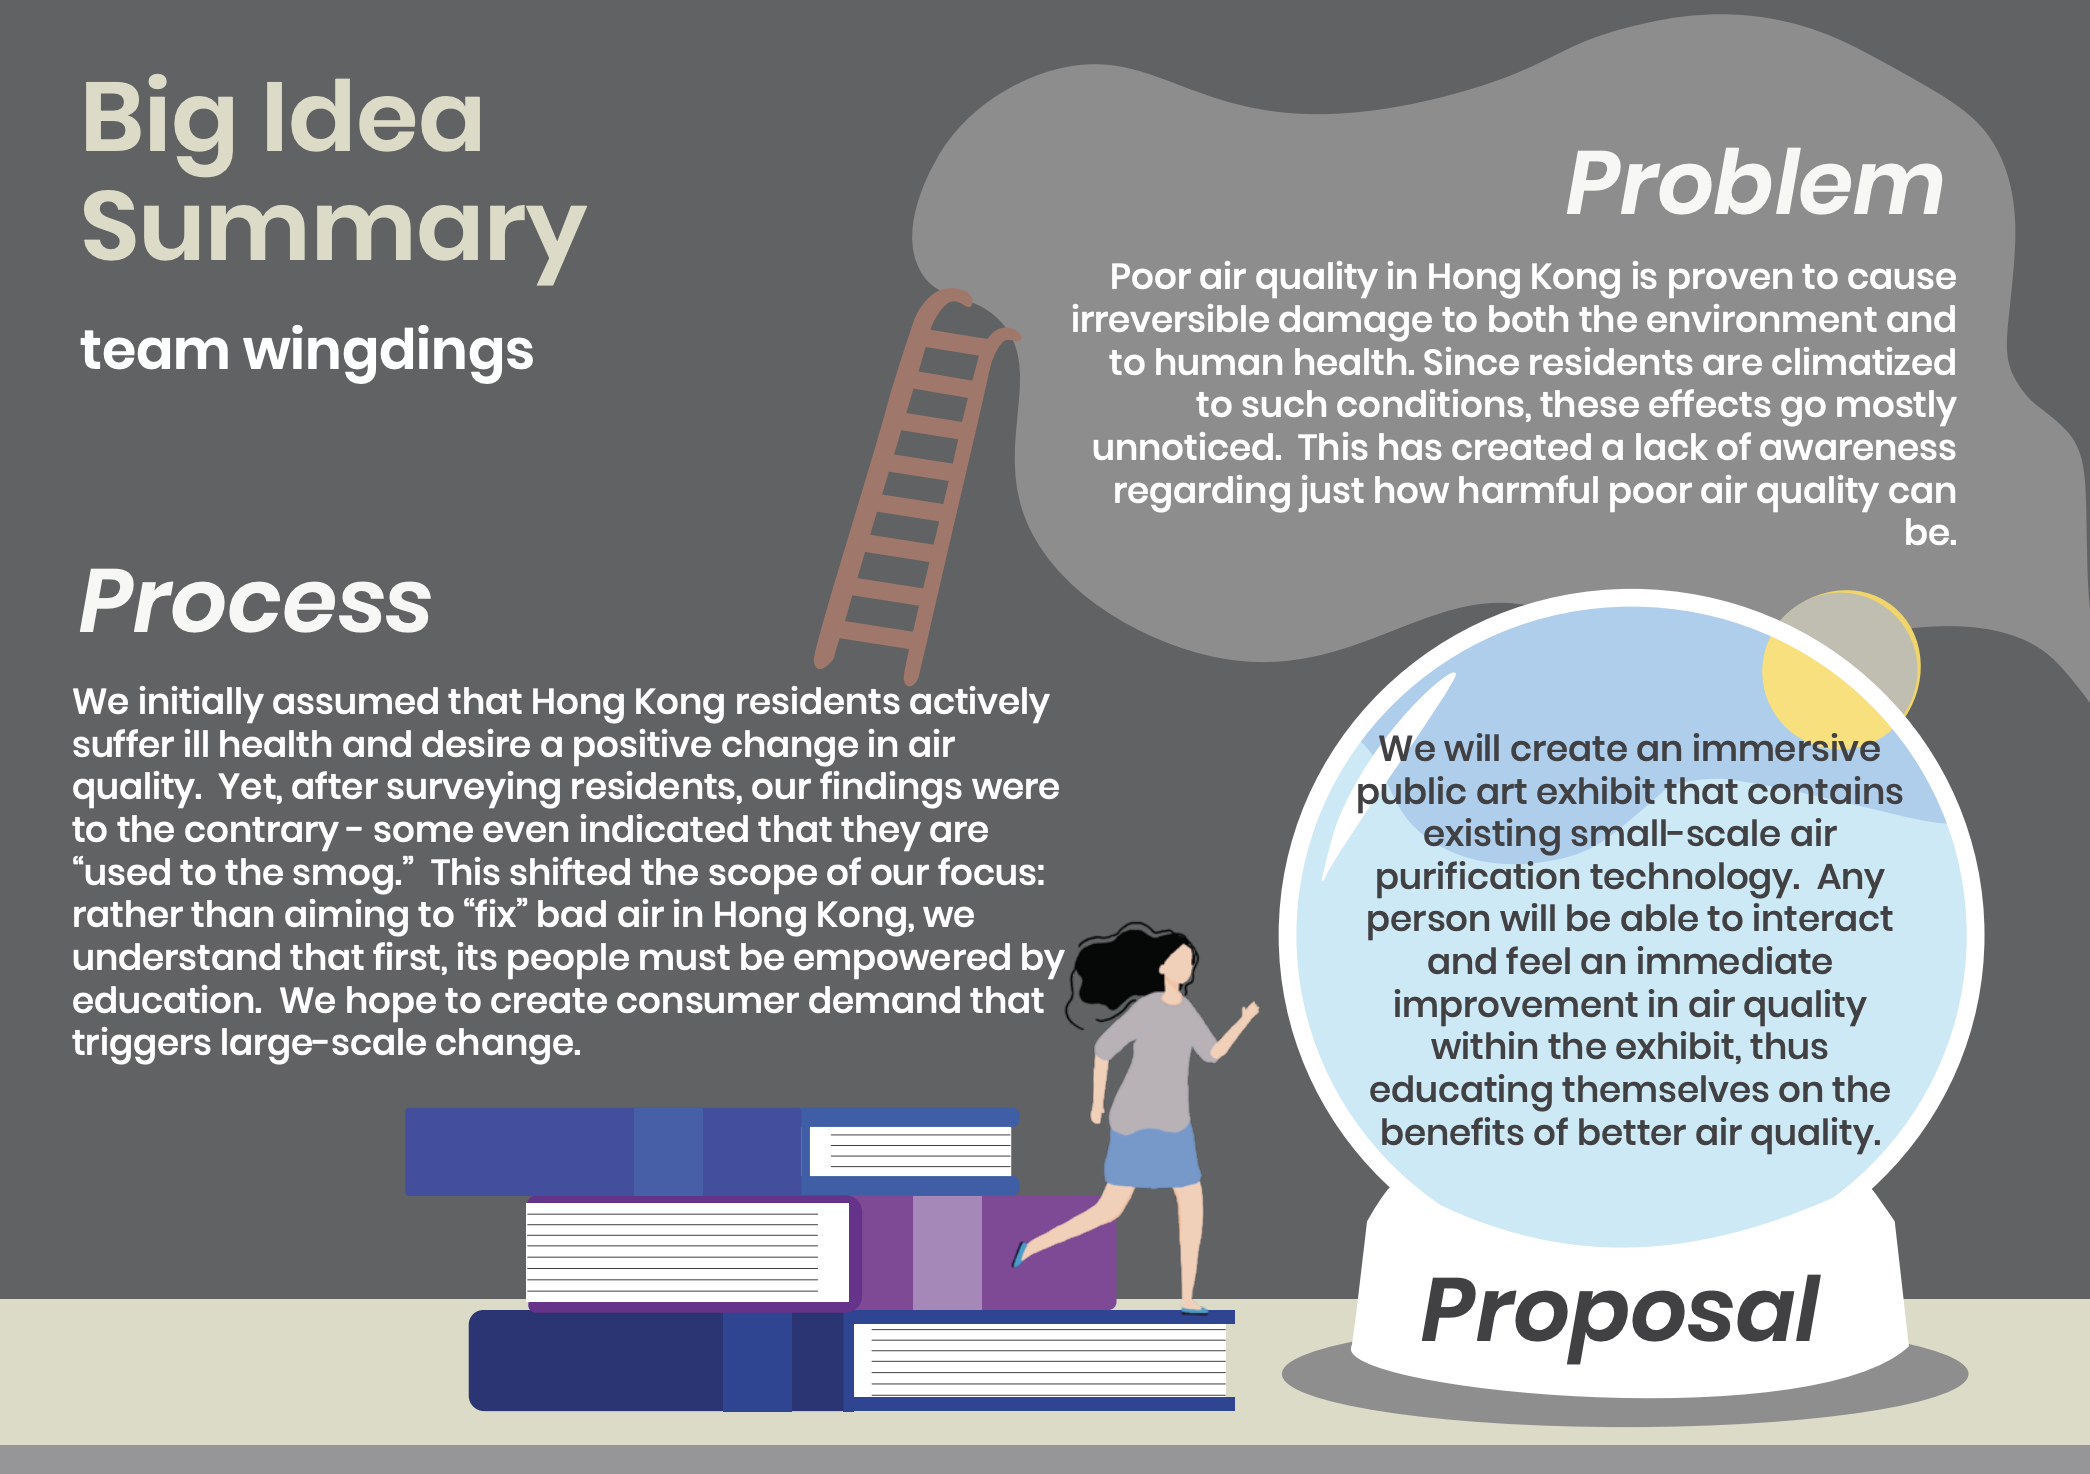 Big Idea
Summary
team wingdings
Problem
Poor air quality in Hong Kong is proven to cause
irreversible damage to both the environment and
to human health. Since residents are climatized
to such conditions, these effects go mostly
unnoticed.  This has created a lack of awareness
regarding just how harmful poor air quality can
be.
Process
We initially assumed that Hong Kong residents actively
suffer ill health and desire a positive change in air
quality.  Yet, after surveying residents, our findings were
to the contrary - some even indicated that they are
“used to the smog.”  This shifted the scope of our focus:
rather than aiming to “fix” bad air in Hong Kong, we
understand that first, its people must be empowered by
education.  We hope to create consumer demand that
triggers large-scale change.
We will create an immersive
public art exhibit that contains
existing small-scale air
purification technology.  Any
person will be able to interact
and feel an immediate
improvement in air quality
within the exhibit, thus
educating themselves on the
benefits of better air quality.
Proposal